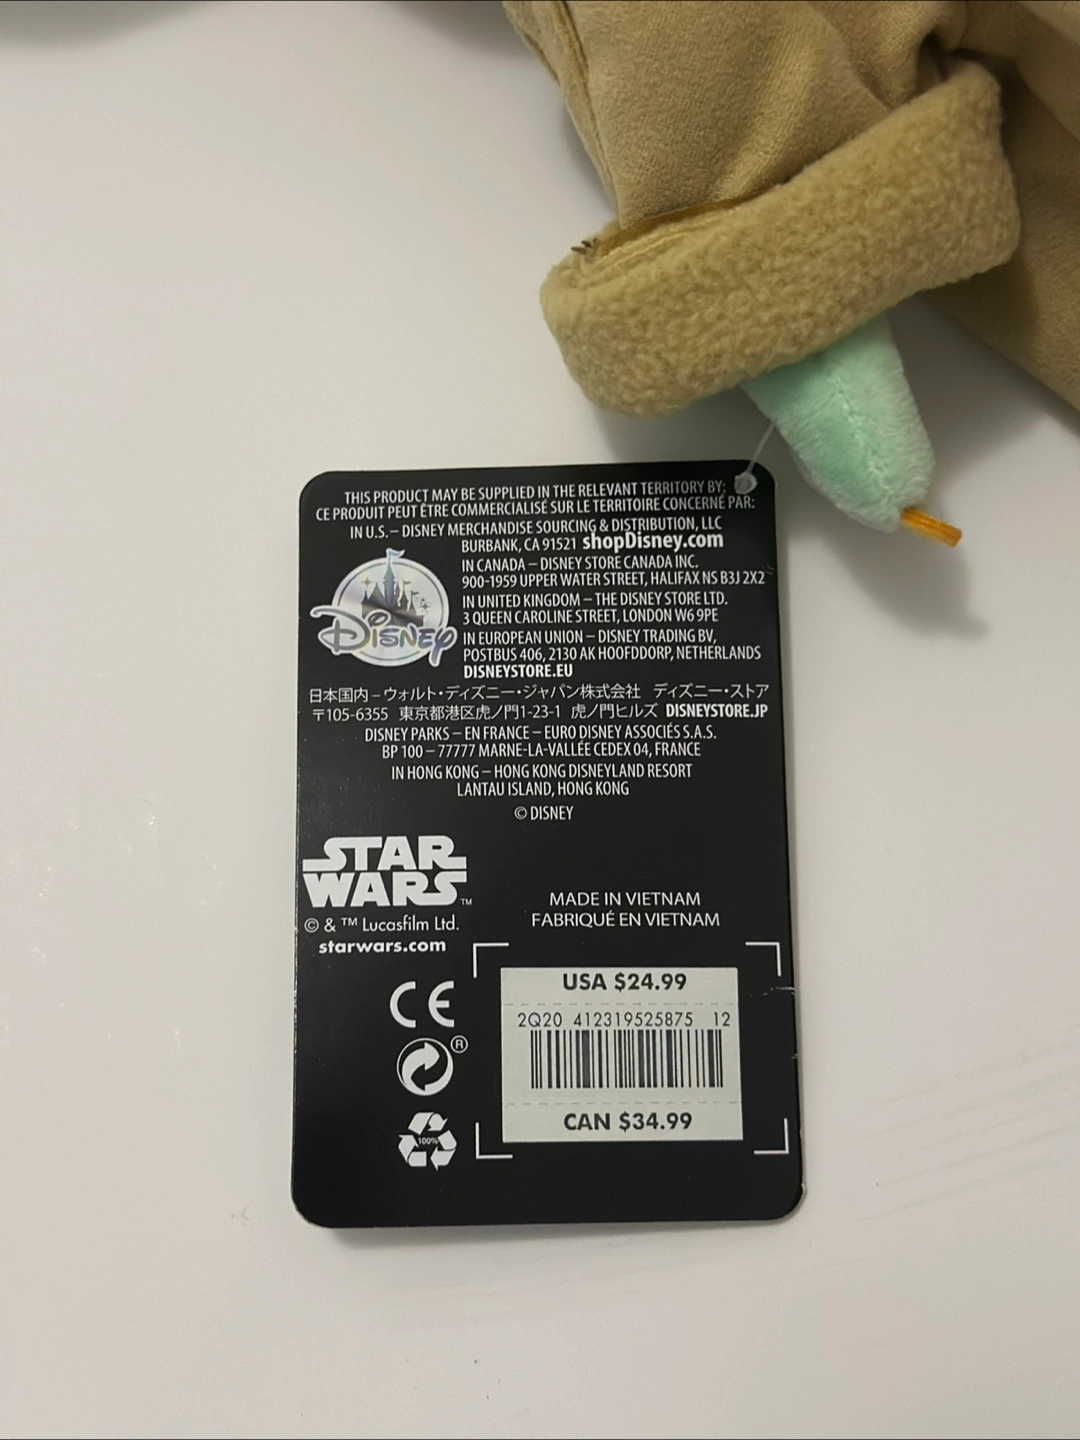 THIS PRODUCT MAY BE SUPPLIED IN THE RELEVANT TERRITORY BY:
CE PRODUIT PEUT ÊTRE COMMERCIALISÉ SUR LE TERRITOIRE CONCERNÉ PAR:
IN U.S. – DISNEY MERCHANDISE SOURCING & DISTRIBUTION, LLC
BURBANK, CA 91521 shopDisney.com
IN CANADA – DISNEY STORE CANADA INC.
900-1959 UPPER WATER STREET, HALIFAX NS B3J 2X2
IN UNITED KINGDOM – THE DISNEY STORE LTD.
3 QUEEN CAROLINE STREET, LONDON W6 9PE
DISNEY
IN EUROPEAN UNION – DISNEY TRADING BV,
POSTBUS 406, 2130 AK HOOFDDORP, NETHERLANDS
DISNEYSTORE.EU
日本国内 – ウォルト・ディズニー・ジャパン株式会社 ディズニー・ストア
〒105-6355 東京都港区虎ノ門1-23-1 虎ノ門ヒルズ DISNEYSTORE.JP
DISNEY PARKS – EN FRANCE – EURO DISNEY ASSOCIÉS S.A.S.
BP 100 – 77777 MARNE-LA-VALLÉE CEDEX 04, FRANCE
IN HONG KONG – HONG KONG DISNEYLAND RESORT
LANTAU ISLAND, HONG KONG
© DISNEY
STAR
WARS™
© & ™ Lucasfilm Ltd.
starwars.com
MADE IN VIETNAM
FABRIQUÉ EN VIETNAM
CE
®
100%
USA $24.99
2Q20 412319525875 12
CAN $34.99